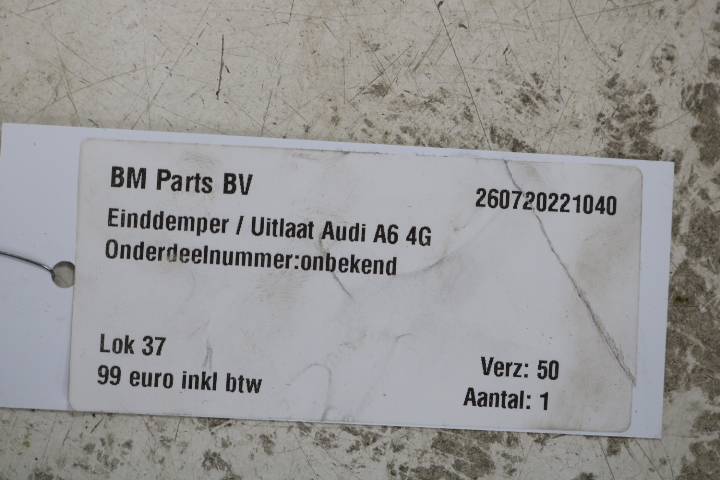 BM Parts BV
260720221040
Einddemper / Uitlaat Audi A6 4G
Onderdeelnummer:onbekend
Lok 37
Verz: 50
99 euro inkl btw
Aantal: 1